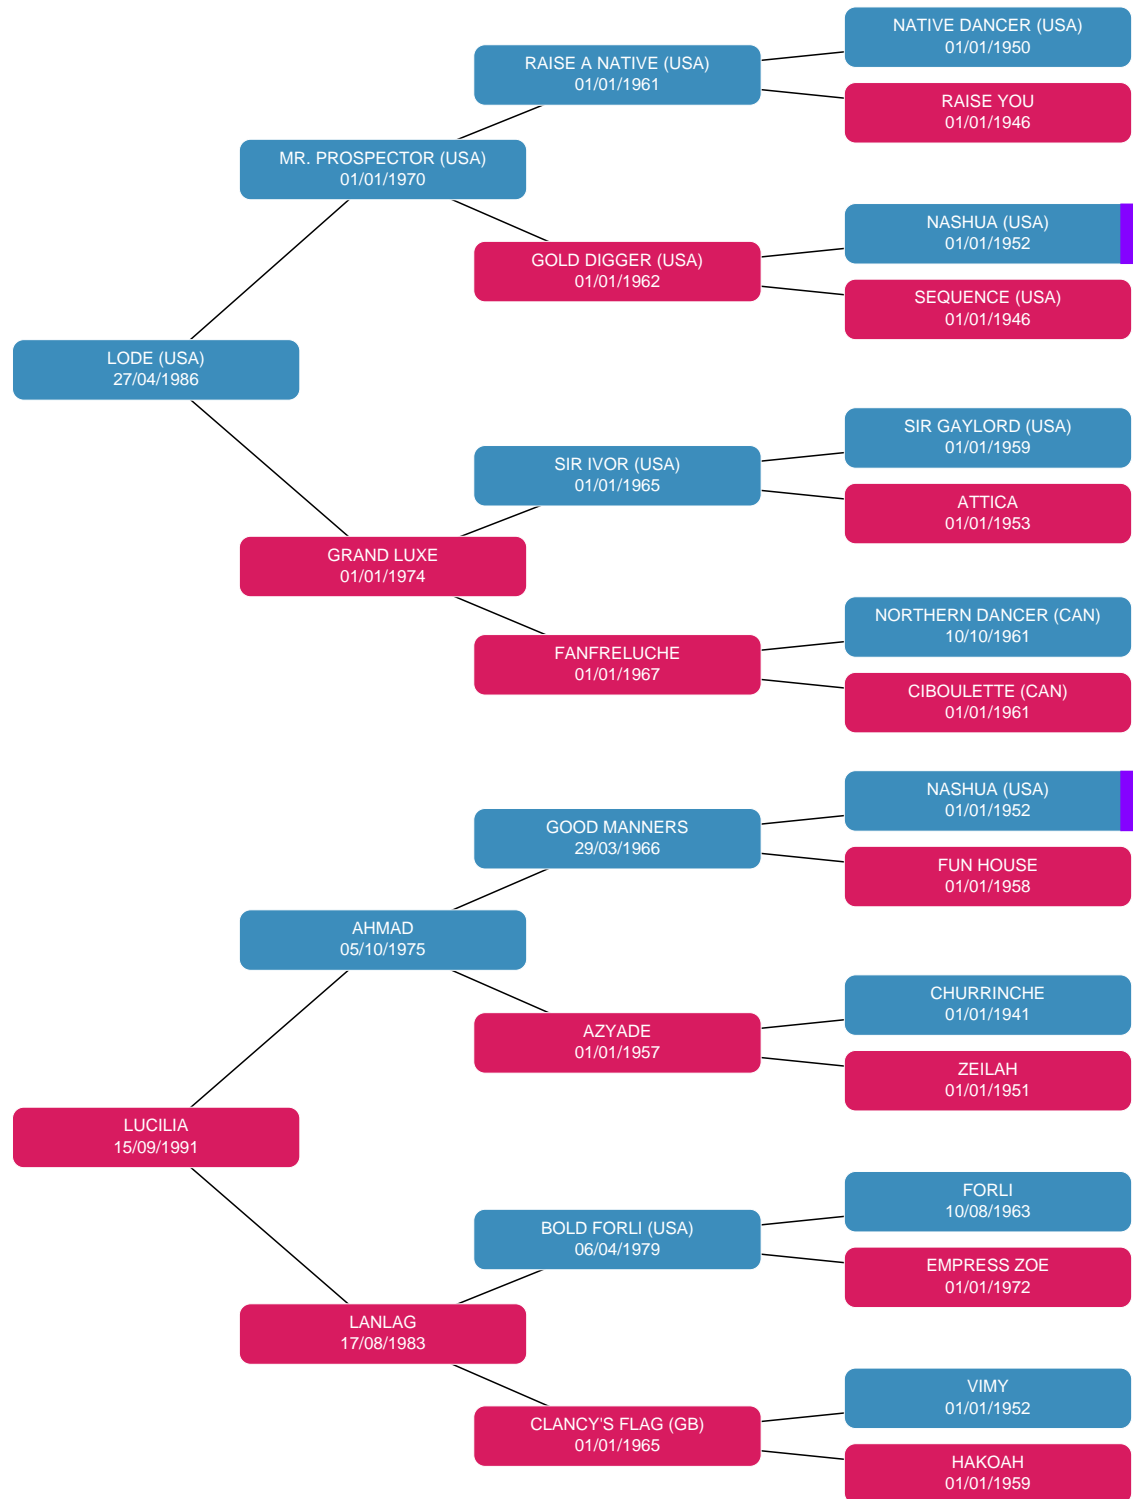 NATIVE DANCER (USA)
01/01/1950
RAISE A NATIVE (USA)
01/01/1961
RAISE YOU
01/01/1946
MR. PROSPECTOR (USA)
01/01/1970
NASHUA (USA)
01/01/1952
GOLD DIGGER (USA)
01/01/1962
SEQUENCE (USA)
01/01/1946
LODE (USA)
27/04/1986
SIR GAYLORD (USA)
01/01/1959
SIR IVOR (USA)
01/01/1965
ATTICA
01/01/1953
GRAND LUXE
01/01/1974
NORTHERN DANCER (CAN)
10/10/1961
FANFRELUCHE
01/01/1967
CIBOULETTE (CAN)
01/01/1961
NASHUA (USA)
01/01/1952
GOOD MANNERS
29/03/1966
FUN HOUSE
01/01/1958
AHMAD
05/10/1975
CHURRINCHE
01/01/1941
AZYADE
01/01/1957
ZEILAH
01/01/1951
LUCILIA
15/09/1991
FORLI
10/08/1963
BOLD FORLI (USA)
06/04/1979
EMPRESS ZOE
01/01/1972
LANLAG
17/08/1983
VIMY
01/01/1952
CLANCY'S FLAG (GB)
01/01/1965
HAKOAH
01/01/1959